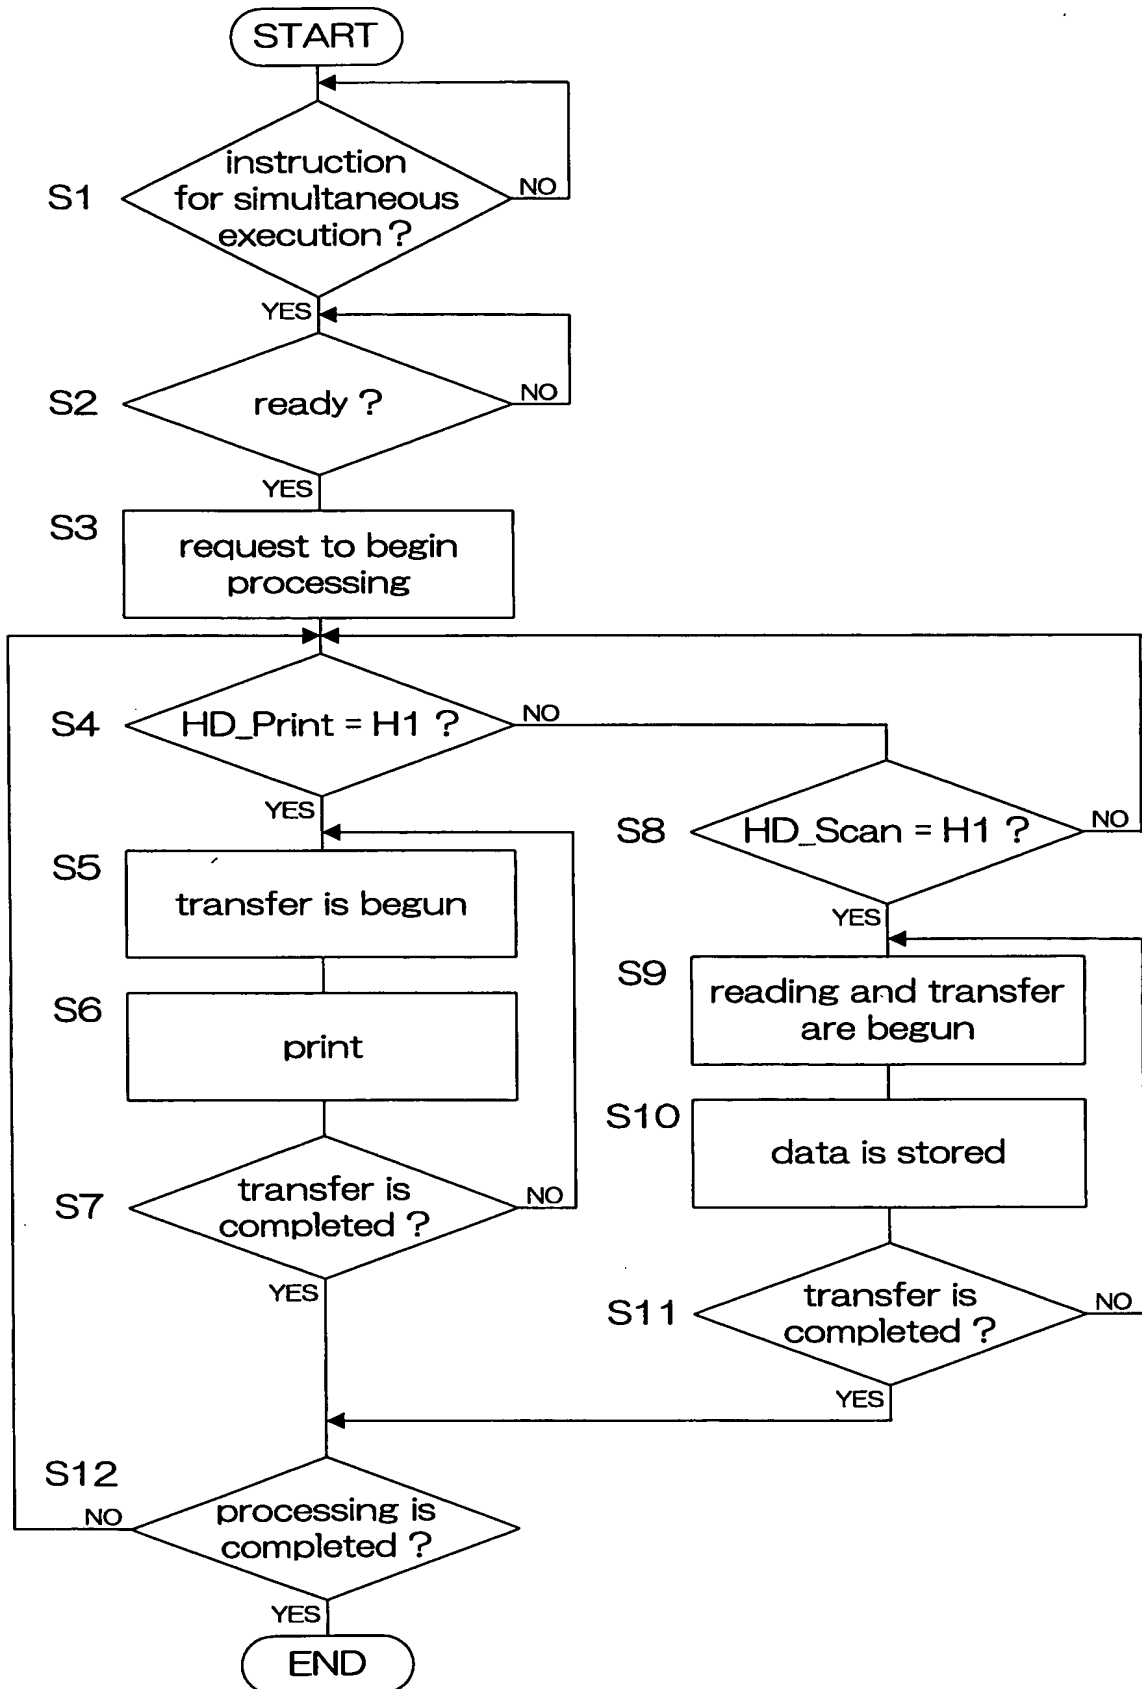 START
instruction
for simultaneous
execution ?
S1
NO
YES
S2
ready ?
NO
YES
S3
request to begin
processing
S4
HD_Print = H1 ?
NO
YES
S8
HD_Scan = H1 ?
NO
YES
S5
transfer is begun
S9
reading and transfer
are begun
S6
print
S10
data is stored
S7
transfer is
completed ?
NO
YES
S11
transfer is
completed ?
NO
YES
S12
processing is
completed ?
NO
YES
END